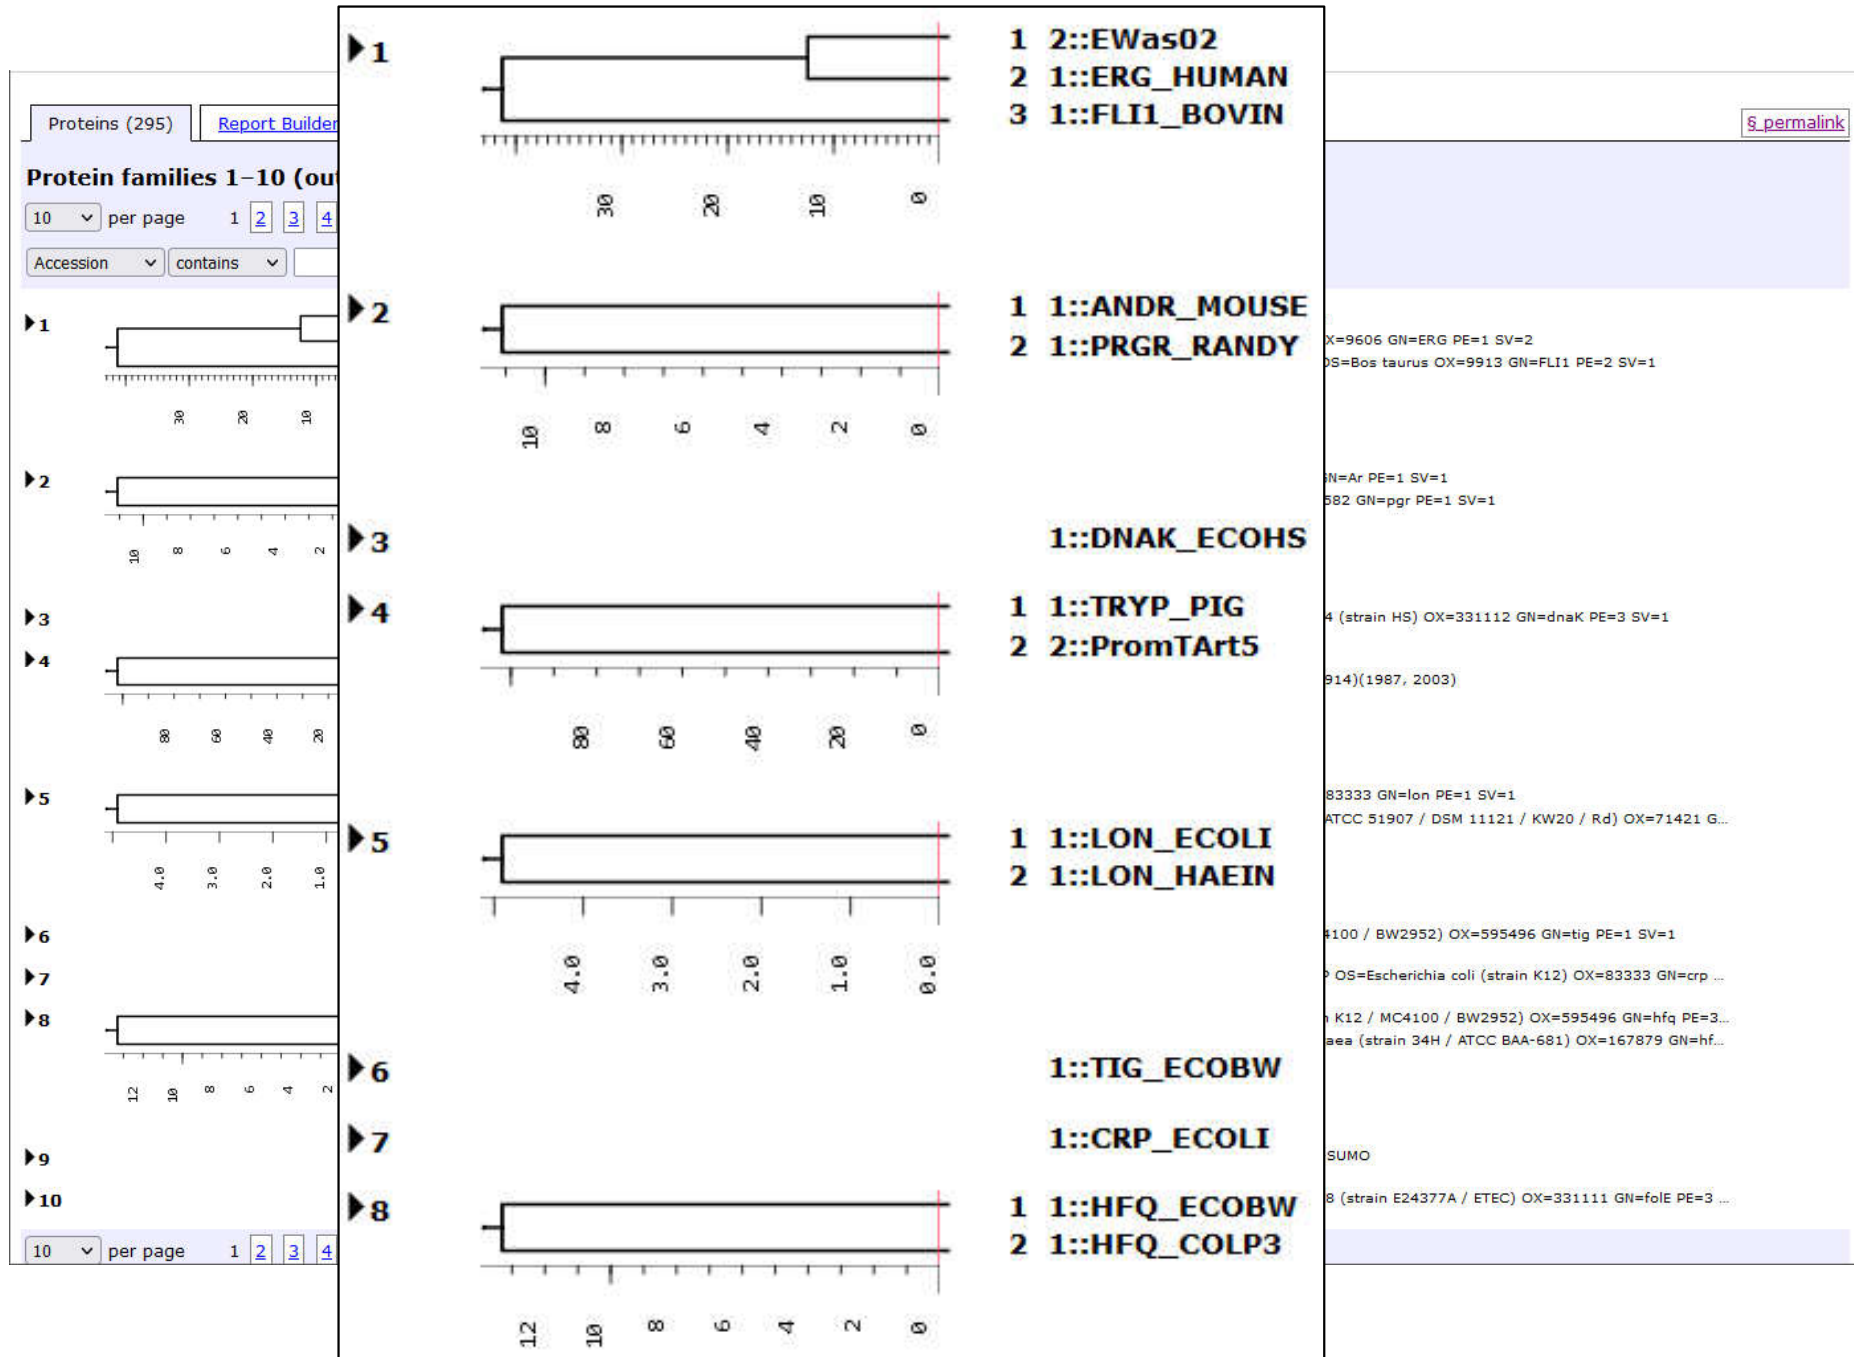 Proteins (295)
Report Builder
§ permalink
Protein families 1–10 (ou
10 per page 1 2 3 4
Accession contains
1
30 20 10
2
10 8 6 4 2
3
4
80 60 40 20
5
4.0 3.0 2.0 1.0
6
7
8
12 10 8 6 4 2
9
10
10 per page 1 2 3 4
1
1 2::EWas02
2 1::ERG_HUMAN
3 1::FLI1_BOVIN
30 20 10 0
2
1 1::ANDR_MOUSE
2 1::PRGR_RANDY
10 8 6 4 2 0
3
1::DNAK_ECOHS
4
1 1::TRYP_PIG
2 2::PromTArt5
80 60 40 20 0
5
1 1::LON_ECOLI
2 1::LON_HAEIN
4.0 3.0 2.0 1.0 0.0
6
1::TIG_ECOBW
7
1::CRP_ECOLI
8
1 1::HFQ_ECOBW
2 1::HFQ_COLP3
12 10 8 6 4 2 0
X=9606 GN=ERG PE=1 SV=2
OS=Bos taurus OX=9913 GN=FLI1 PE=2 SV=1
GN=Ar PE=1 SV=1
582 GN=pgr PE=1 SV=1
4 (strain HS) OX=331112 GN=dnaK PE=3 SV=1
914)(1987, 2003)
83333 GN=lon PE=1 SV=1
ATCC 51907 / DSM 11121 / KW20 / Rd) OX=71421 G...
4100 / BW2952) OX=595496 GN=tig PE=1 SV=1
OS=Escherichia coli (strain K12) OX=83333 GN=crp ...
K12 / MC4100 / BW2952) OX=595496 GN=hfq PE=3...
aea (strain 34H / ATCC BAA-681) OX=167879 GN=hf...
SUMO
8 (strain E24377A / ETEC) OX=331111 GN=folE PE=3 ...